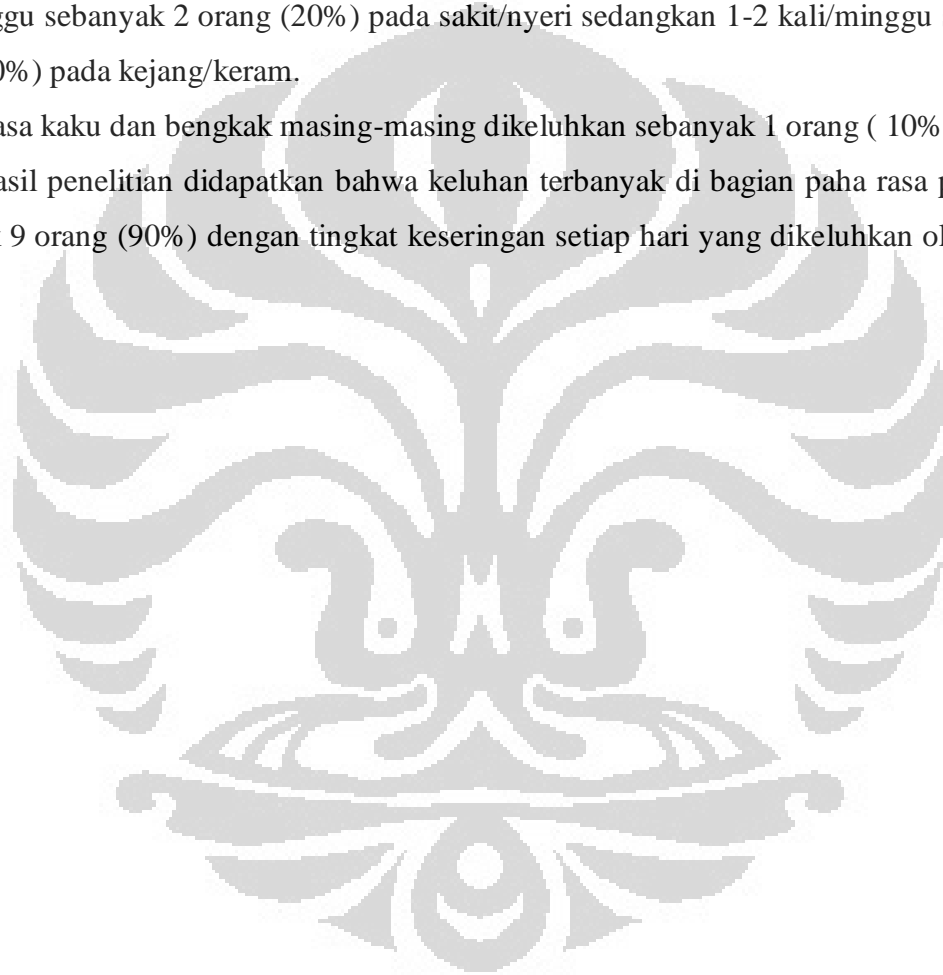 ggu sebanyak 2 orang (20%) pada sakit/nyeri sedangkan 1-2 kali/minggu
0%) pada kejang/keram.
asa kaku dan bengkak masing-masing dikeluhkan sebanyak 1 orang ( 10%
asil penelitian didapatkan bahwa keluhan terbanyak di bagian paha rasa p
k 9 orang (90%) dengan tingkat keseringan setiap hari yang dikeluhkan ol